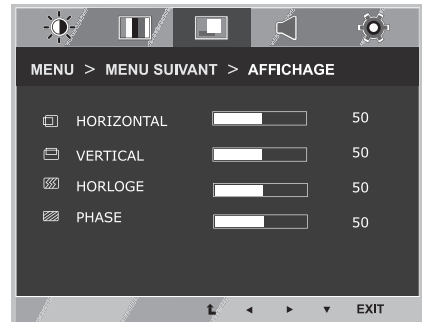 MENU > MENU SUIVANT > AFFICHAGE
HORIZONTAL 50
VERTICAL 50
HORLOGE 50
PHASE 50
EXIT